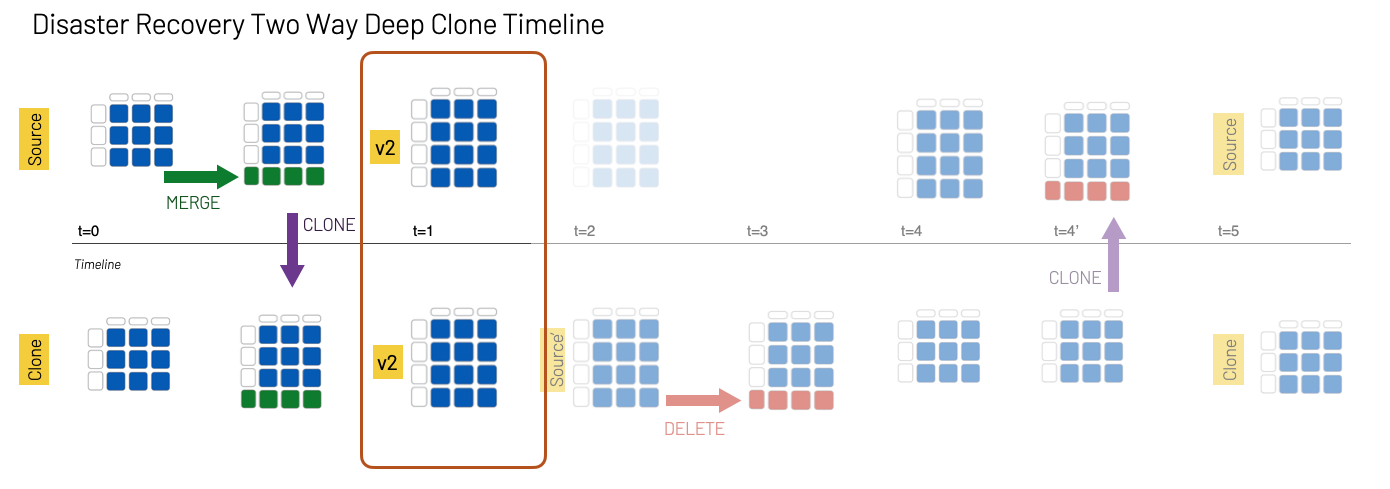 Disaster Recovery Two Way Deep Clone Timeline
Source
MERGE
CLONE
v2
Source
t=0
t=1
t=2
t=3
t=4
t=4'
t=5
Timeline
CLONE
Clone
v2
Source'
DELETE
Clone